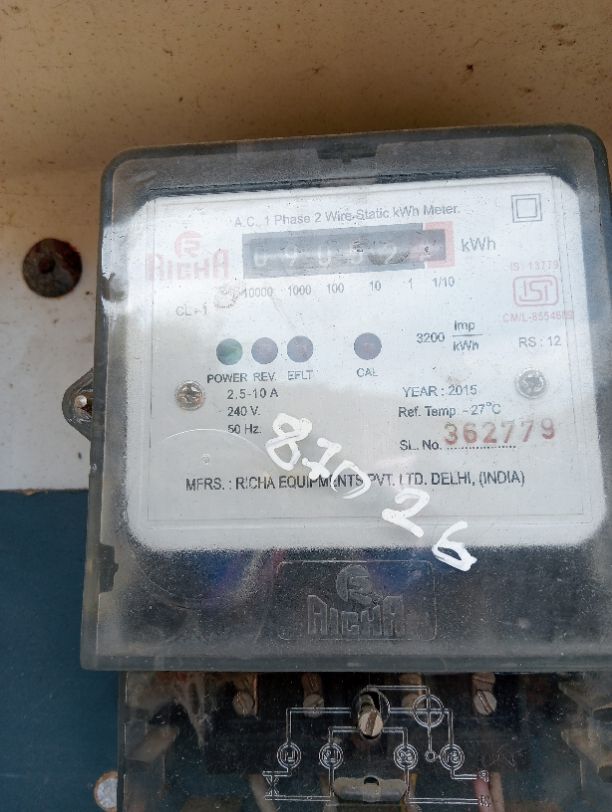 A.C. 1 Phase 2 Wire Static kWh Meter.
RICHA
kWh
IS: 13779
10000 1000 100 10 1 1/10
ISI
CL-1
CM/L-8554689
3200 Imp
kWh
RS : 12
POWER REV. EFLT CAL
2.5-10 A YEAR : 2015
240 V. Ref. Temp.-27°C
50 Hz. SL. No. 362779
MFRS. : RICHA EQUIPMENTS PVT. LTD. DELHI, (INDIA)
RICHA